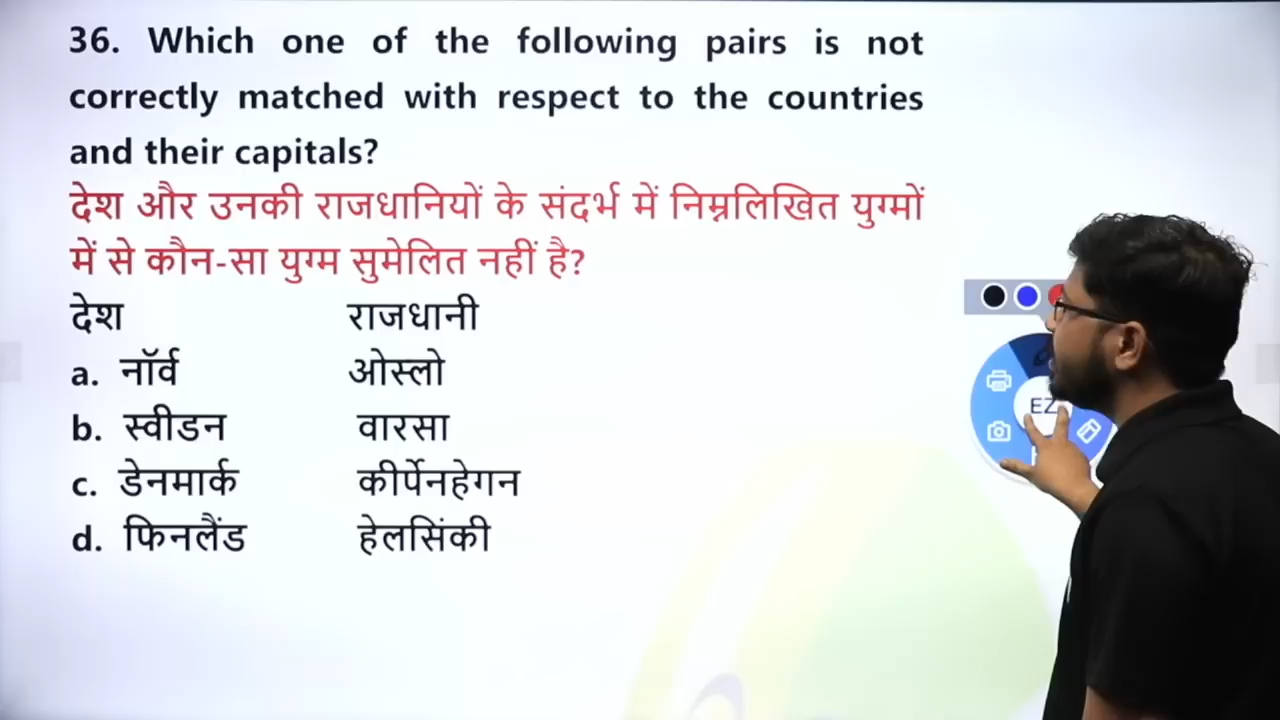 36. Which one of the following pairs is not
correctly matched with respect to the countries
and their capitals?
देश और उनकी राजधानियों के संदर्भ में निम्नलिखित युग्मों
में से कौन-सा युग्म सुमेलित नहीं है?
देश राजधानी
a. नॉर्व ओस्लो
b. स्वीडन वारसा
c. डेनमार्क कीर्पेनहेगन
d. फिनलैंड हेलसिंकी
EZ